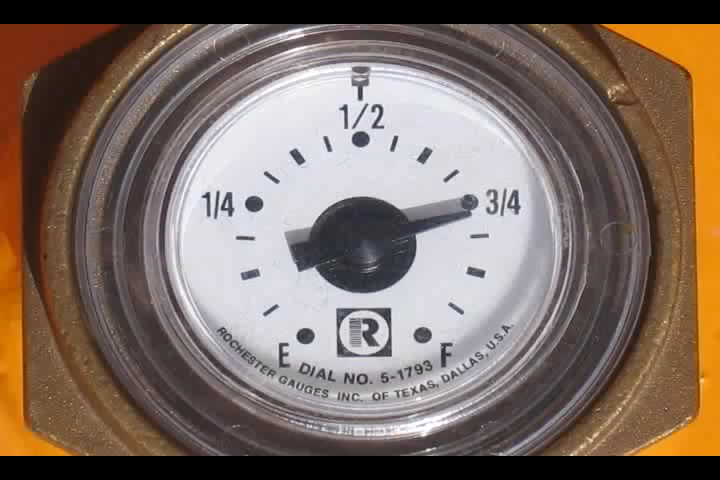 1/2
1/4
3/4
E
F
R
DIAL NO. 5-1793
ROCHESTER GAUGES INC. OF TEXAS, DALLAS, U.S.A.